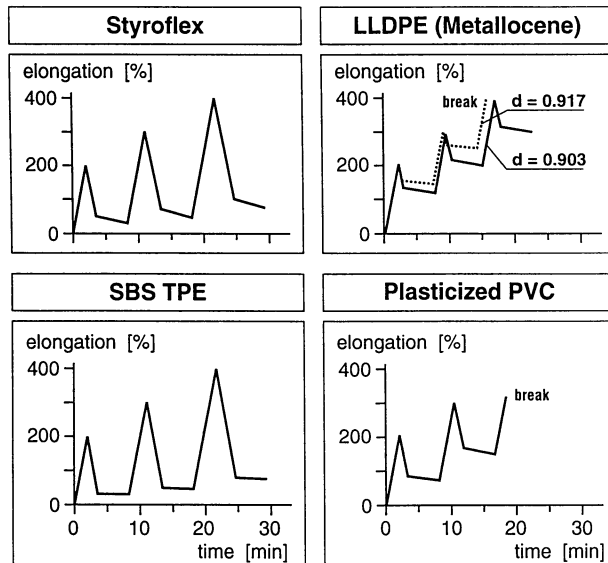 Styroflex
elongation [%]
400
200
0
LLDPE (Metallocene)
elongation [%]
400
200
0
break
d = 0.917
d = 0.903
SBS TPE
elongation [%]
400
200
0
0 10 20 30
time [min]
Plasticized PVC
elongation [%]
400
200
0
break
0 10 20 30
time [min]